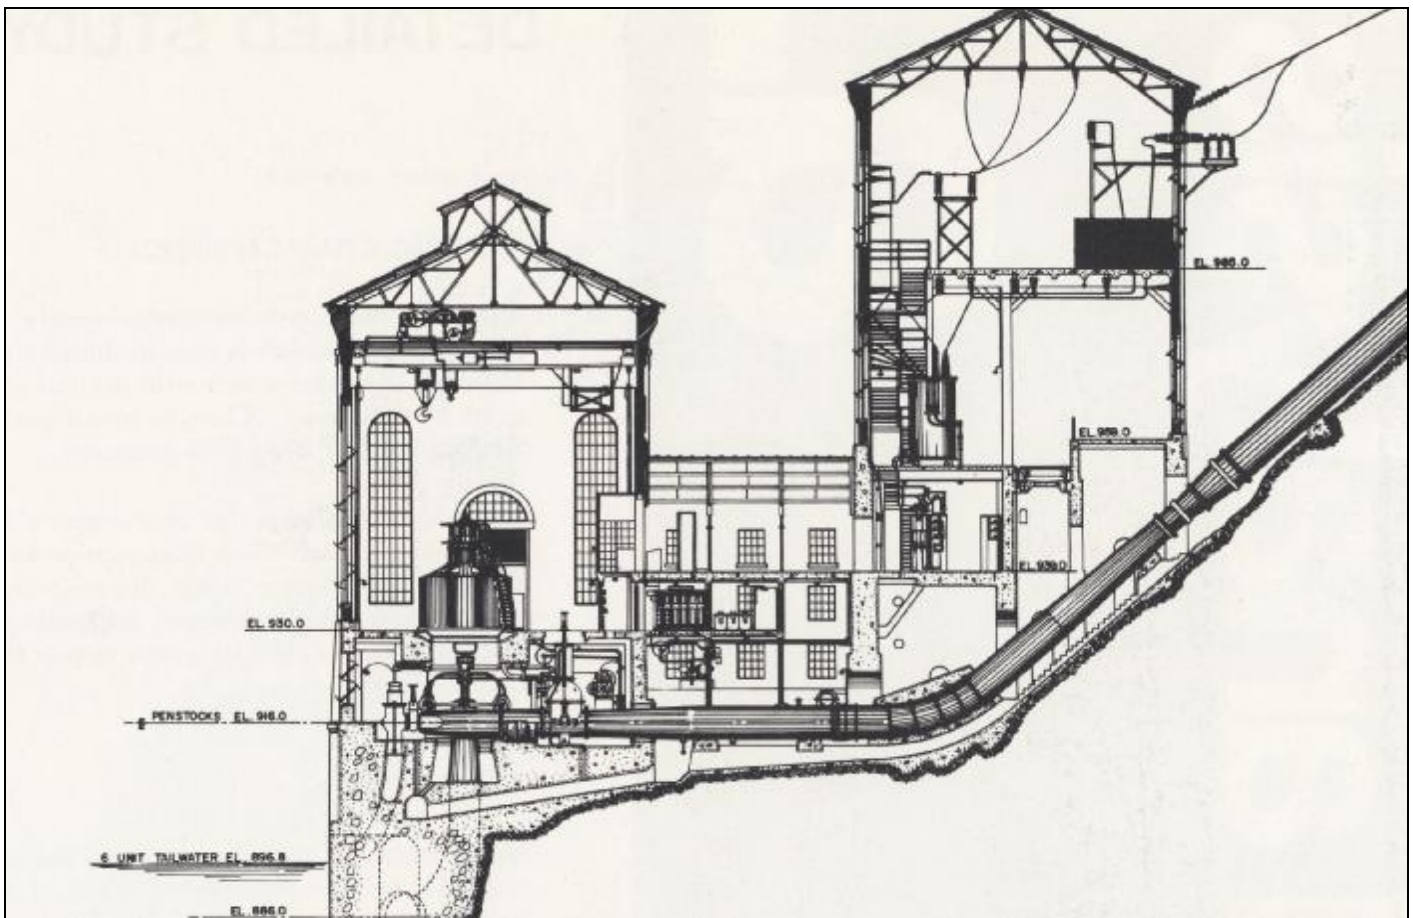 EL. 985.0
EL. 959.0
EL. 939.0
EL. 930.0
℄ PENSTOCKS EL. 916.0
6 UNIT TAILWATER EL. 896.8
EL. 886.0